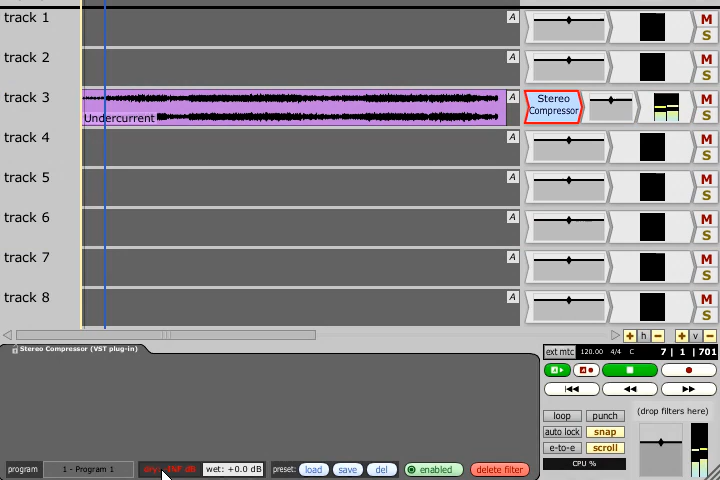 track 1
A
M
S
track 2
A
M
S
track 3
A
Stereo
Compressor
M
S
Undercurrent
track 4
A
M
S
track 5
A
M
S
track 6
A
M
S
track 7
A
M
S
track 8
A
M
S
+ h − + v −
Stereo Compressor (VST plug-in)
ext mtc 120.00 4/4 C 7 | 1 | 701
A A
loop punch (drop filters here)
auto lock snap
e-to-e scroll
CPU %
program 1 - Program 1 dry: -INF dB wet: +0.0 dB preset: load save del enabled delete filter